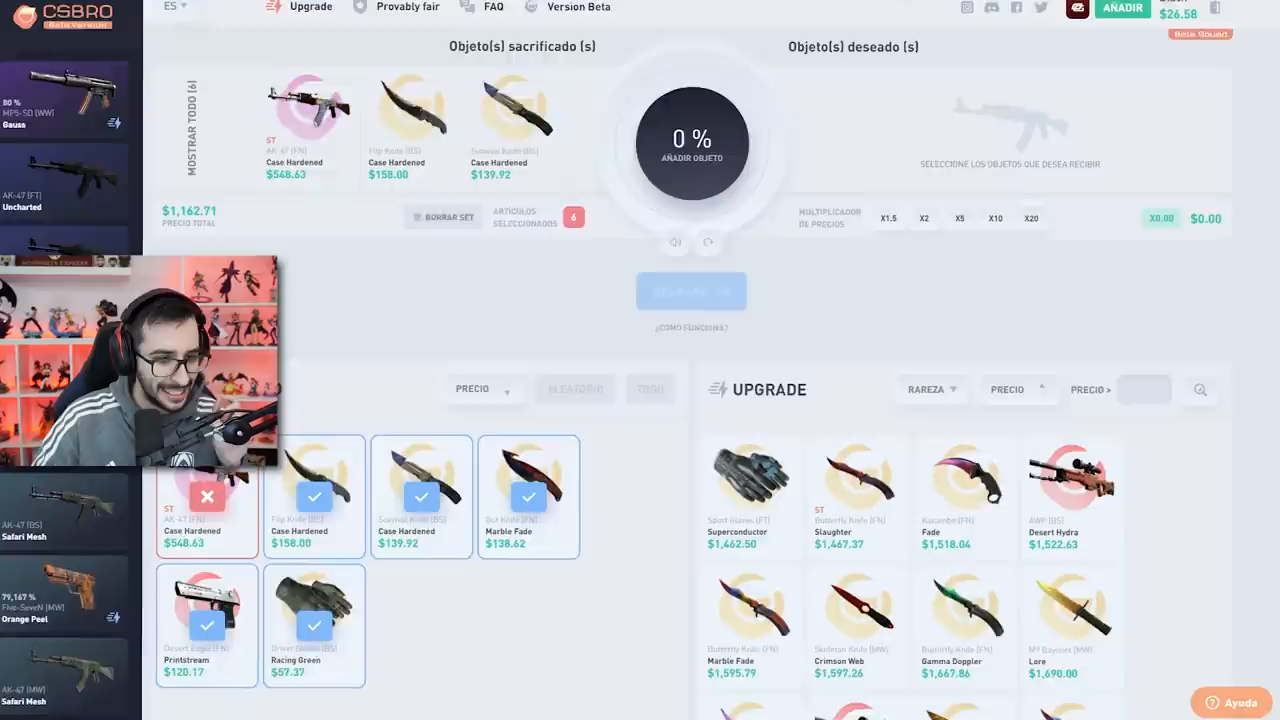 CSBRO
Beta Version
ES
Upgrade
Provably fair
FAQ
Version Beta
AÑADIR
$26.58
Beta Squad
80 %
MP5-SD (WW)
Gauss
AK-47 (FT)
Uncharted
AK-47 (BS)
Safari Mesh
79,167 %
Five-SeveN (MW)
Orange Peel
AK-47 (MW)
Safari Mesh
Objeto(s) sacrificado (s)
Objeto(s) deseado (s)
MOSTRAR TODO (6)
ST
AK-47 (FN)
Case Hardened
$548.63
Flip Knife (BS)
Case Hardened
$158.00
Survival Knife (BS)
Case Hardened
$139.92
0 %
AÑADIR OBJETO
SELECCIONE LOS OBJETOS QUE DESEA RECIBIR
$1,162.71
PRECIO TOTAL
BORRAR SET
ARTÍCULOS
SELECCIONADOS
6
MULTIPLICADOR
DE PRECIOS
X1.5
X2
X5
X10
X20
X0.00
$0.00
¿COMO FUNCIONA?
PRECIO
ALEATORIO
TODO
UPGRADE
RAREZA
PRECIO
PRECIO >
ST
AK-47 (FN)
Case Hardened
$548.63
Flip Knife (BS)
Case Hardened
$158.00
Survival Knife (BS)
Case Hardened
$139.92
Gut Knife (FN)
Marble Fade
$138.62
Desert Eagle (FN)
Printstream
$120.17
Driver Gloves (BS)
Racing Green
$57.37
Sport Gloves (FT)
Superconductor
$1,462.50
ST
Butterfly Knife (FN)
Slaughter
$1,467.37
Karambit (FN)
Fade
$1,518.04
AWP (BS)
Desert Hydra
$1,522.63
Butterfly Knife (FN)
Marble Fade
$1,595.79
Skeleton Knife (MW)
Crimson Web
$1,597.26
Butterfly Knife (FN)
Gamma Doppler
$1,667.86
M9 Bayonet (MW)
Lore
$1,690.00
Ayuda